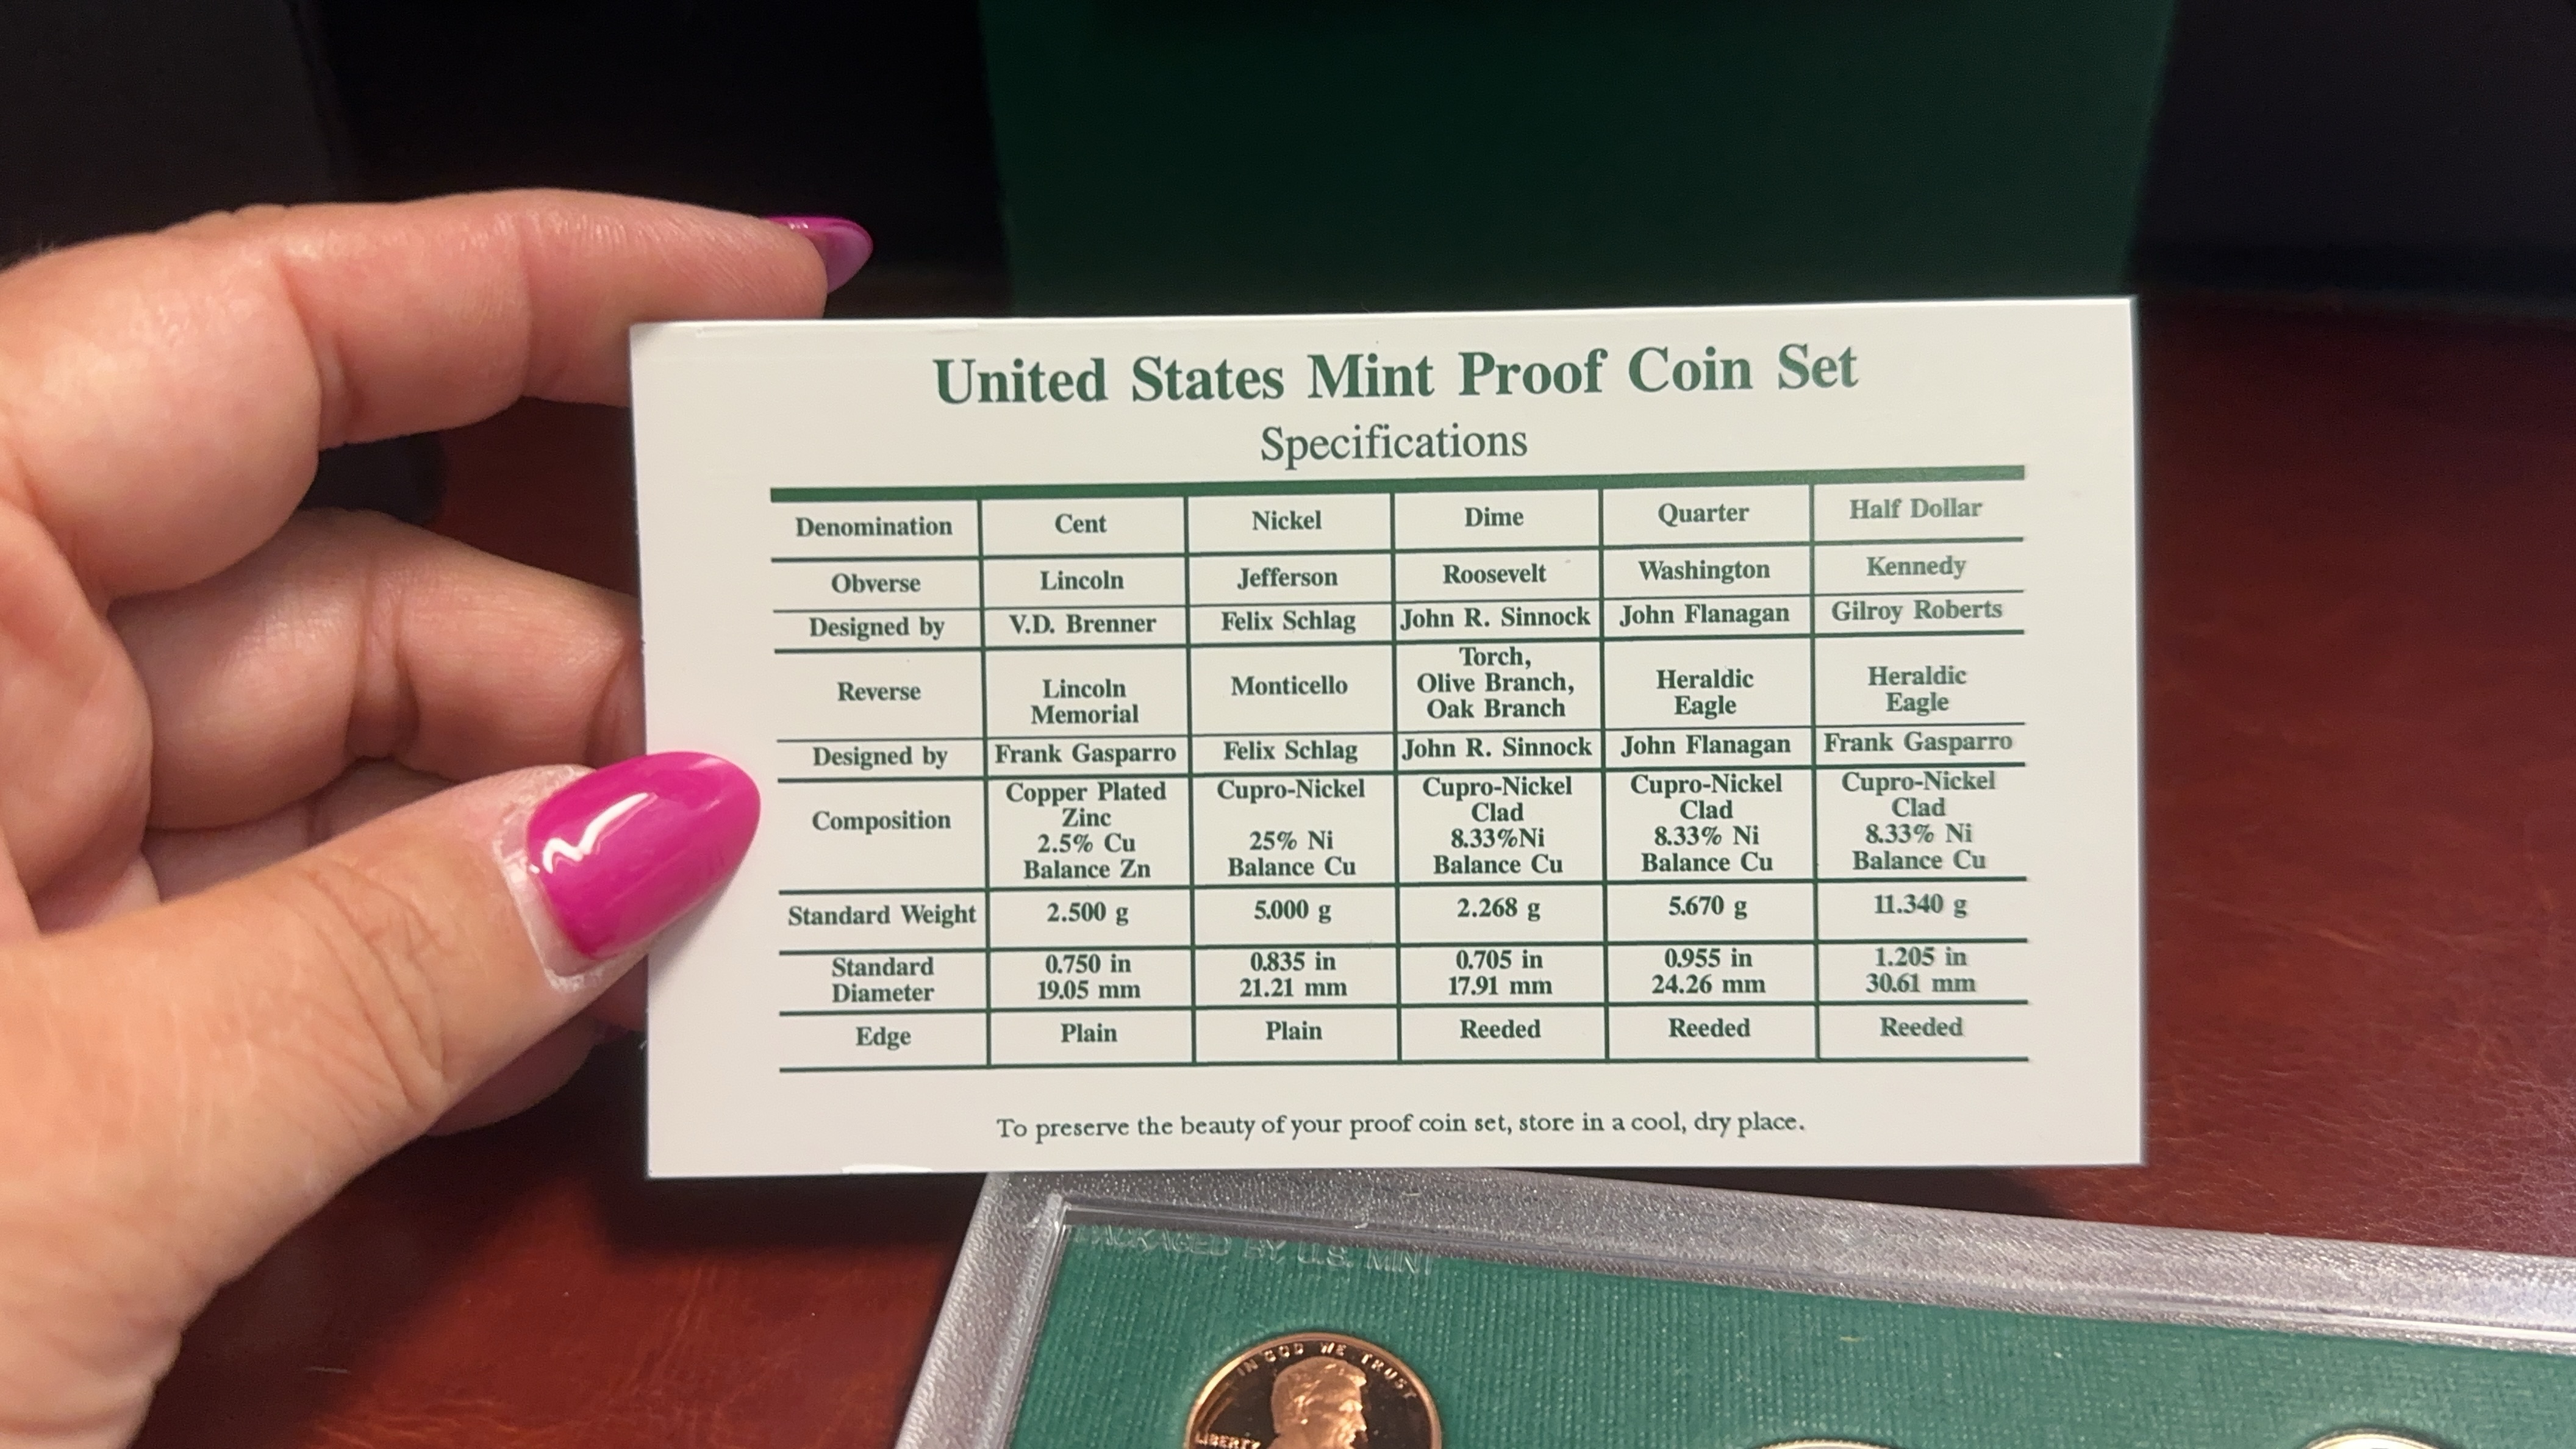 United States Mint Proof Coin Set
Specifications
Denomination Cent Nickel Dime Quarter Half Dollar
Obverse Lincoln Jefferson Roosevelt Washington Kennedy
Designed by V.D. Brenner Felix Schlag John R. Sinnock John Flanagan Gilroy Roberts
Reverse Lincoln Memorial Monticello Torch, Olive Branch, Oak Branch Heraldic Eagle Heraldic Eagle
Designed by Frank Gasparro Felix Schlag John R. Sinnock John Flanagan Frank Gasparro
Composition Copper Plated Zinc 2.5% Cu Balance Zn Cupro-Nickel 25% Ni Balance Cu Cupro-Nickel Clad 8.33%Ni Balance Cu Cupro-Nickel Clad 8.33% Ni Balance Cu Cupro-Nickel Clad 8.33% Ni Balance Cu
Standard Weight 2.500 g 5.000 g 2.268 g 5.670 g 11.340 g
Standard Diameter 0.750 in 19.05 mm 0.835 in 21.21 mm 0.705 in 17.91 mm 0.955 in 24.26 mm 1.205 in 30.61 mm
Edge Plain Plain Reeded Reeded Reeded
To preserve the beauty of your proof coin set, store in a cool, dry place.
PACKAGED BY U.S. MINT
IN GOD WE TRUST
LIBERTY